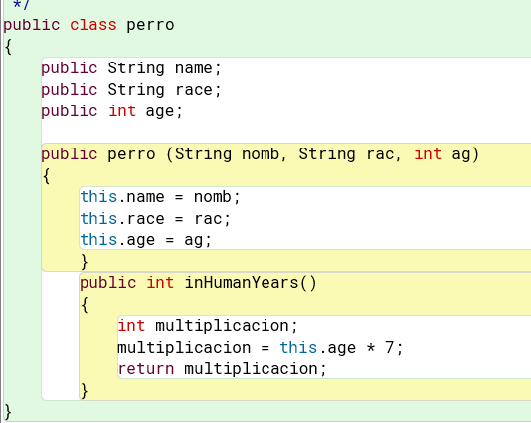 */
public class perro
{
public String name;
public String race;
public int age;
public perro (String nomb, String rac, int ag)
{
this.name = nomb;
this.race = rac;
this.age = ag;
}
public int inHumanYears()
{
int multiplicacion;
multiplicacion = this.age * 7;
return multiplicacion;
}
}